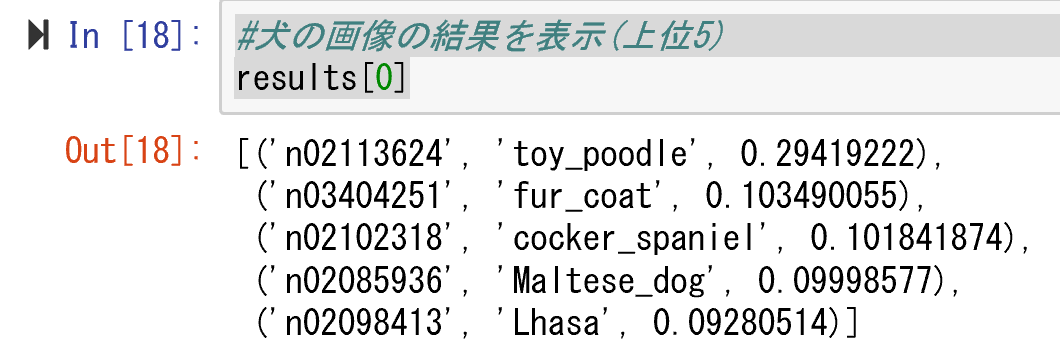 In [18]: #犬の画像の結果を表示(上位5)
results[0]
Out[18]: [('n02113624', 'toy_poodle', 0.29419222),
('n03404251', 'fur_coat', 0.103490055),
('n02102318', 'cocker_spaniel', 0.101841874),
('n02085936', 'Maltese_dog', 0.09998577),
('n02098413', 'Lhasa', 0.09280514)]